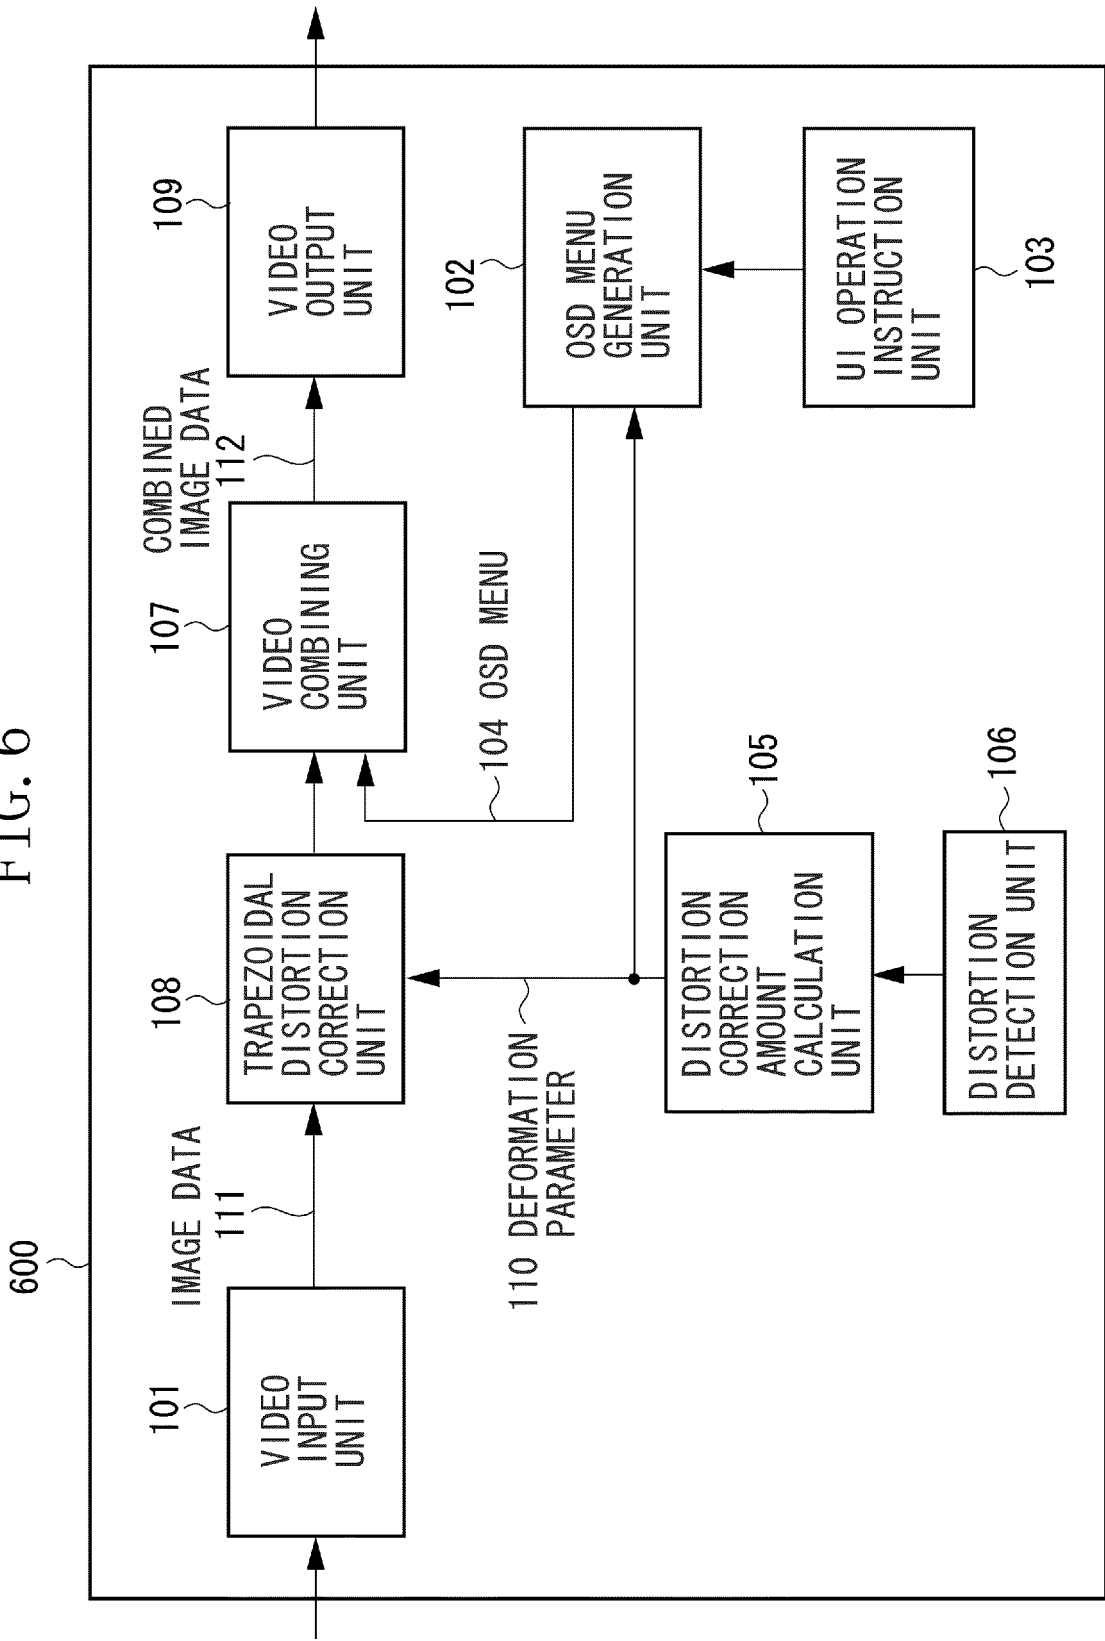 FIG. 6
600
101
VIDEO
INPUT
UNIT
IMAGE DATA
111
108
TRAPEZOIDAL
DISTORTION
CORRECTION
UNIT
107
VIDEO
COMBINING
UNIT
COMBINED
IMAGE DATA
112
109
VIDEO
OUTPUT
UNIT
110 DEFORMATION
PARAMETER
104 OSD MENU
102
OSD MENU
GENERATION
UNIT
105
DISTORTION
CORRECTION
AMOUNT
CALCULATION
UNIT
UI OPERATION
INSTRUCTION
UNIT
103
106
DISTORTION
DETECTION UNIT